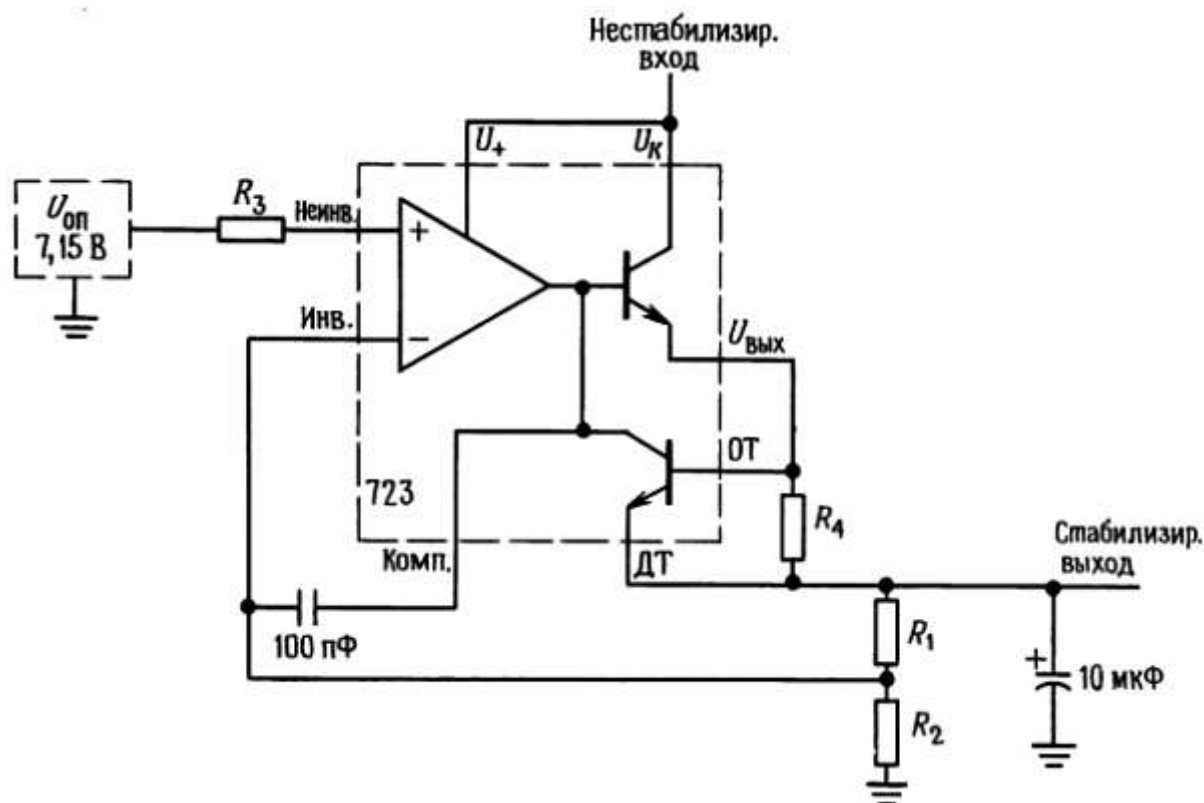 Нестабилизир.
вход
U+
Uк
Uоп
7,15 В
R3
Неинв.
+
Инв.
−
Uвых
ОТ
723
R4
Комп.
ДТ
Стабилизир.
выход
100 пФ
R1
+
10 мкФ
R2